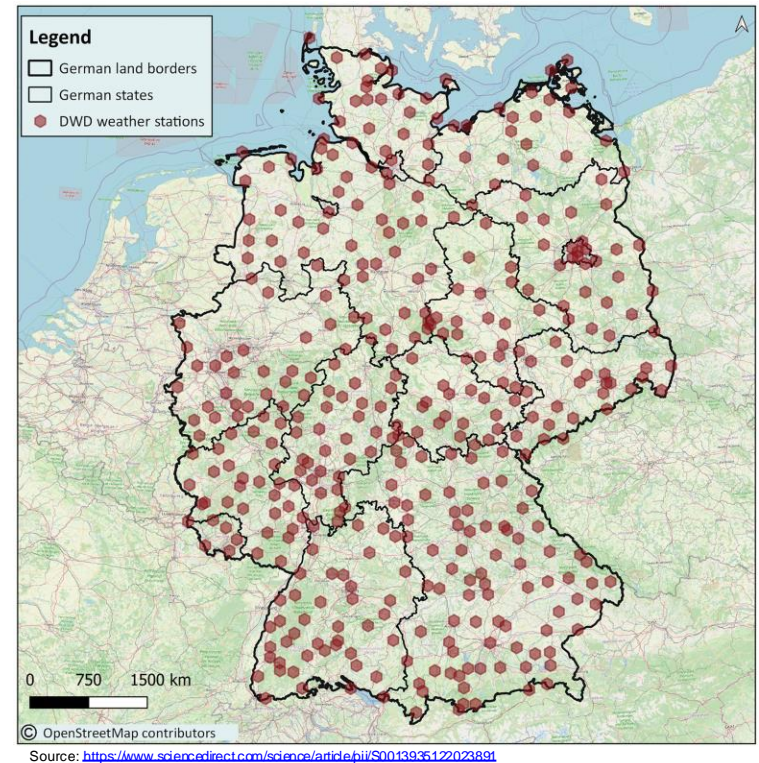 Legend
German land borders
German states
DWD weather stations
0 750 1500 km
© OpenStreetMap contributors
Source: https://www.sciencedirect.com/science/article/pii/S0013935122023891